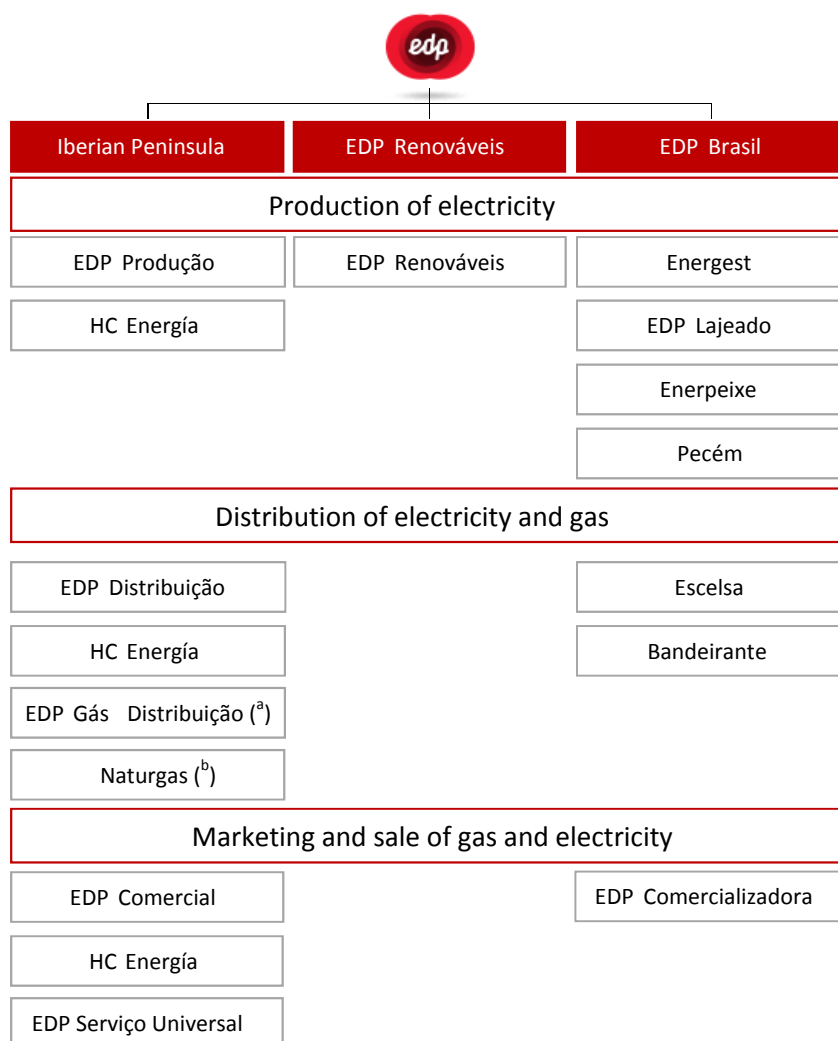 edp
Iberian Peninsula
EDP Renováveis
EDP Brasil
Production of electricity
EDP Produção
EDP Renováveis
Energest
HC Energía
EDP Lajeado
Enerpeixe
Pecém
Distribution of electricity and gas
EDP Distribuição
Escelsa
HC Energía
Bandeirante
EDP Gás Distribuição (a)
Naturgas (b)
Marketing and sale of gas and electricity
EDP Comercial
EDP Comercializadora
HC Energía
EDP Serviço Universal